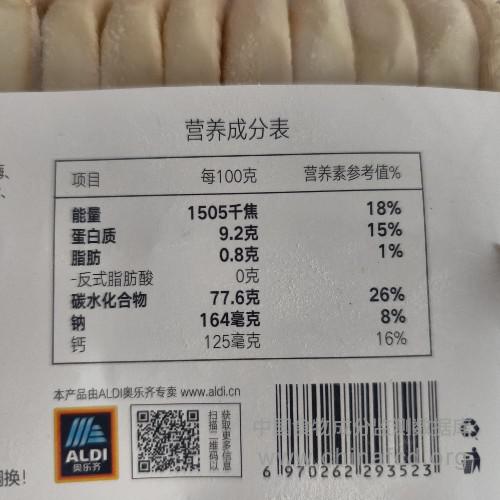 营养成分表
项目 每100克 营养素参考值%
能量 1505千焦 18%
蛋白质 9.2克 15%
脂肪 0.8克 1%
-反式脂肪酸 0克
碳水化合物 77.6克 26%
钠 164毫克 8%
钙 125毫克 16%
本产品由ALDI奥乐齐专卖 www.aldi.cn
ALDI
奥乐齐
扫描二维码以
获取更多信息
6 970262 293523
调换!